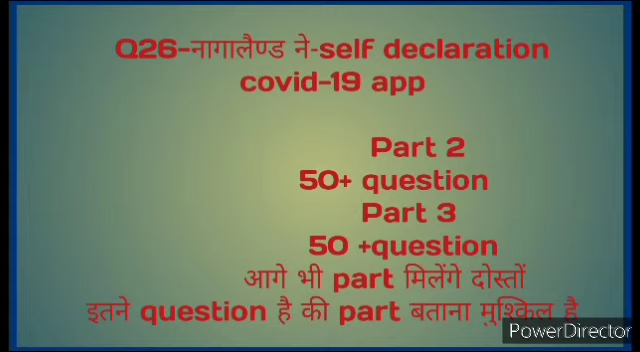 Q26-नागालैण्ड ने-self declaration
covid-19 app
Part 2
50+ question
Part 3
50 +question
आगे भी part मिलेंगे दोस्तों
इतने question है की part बताना मुश्किल है
PowerDirector